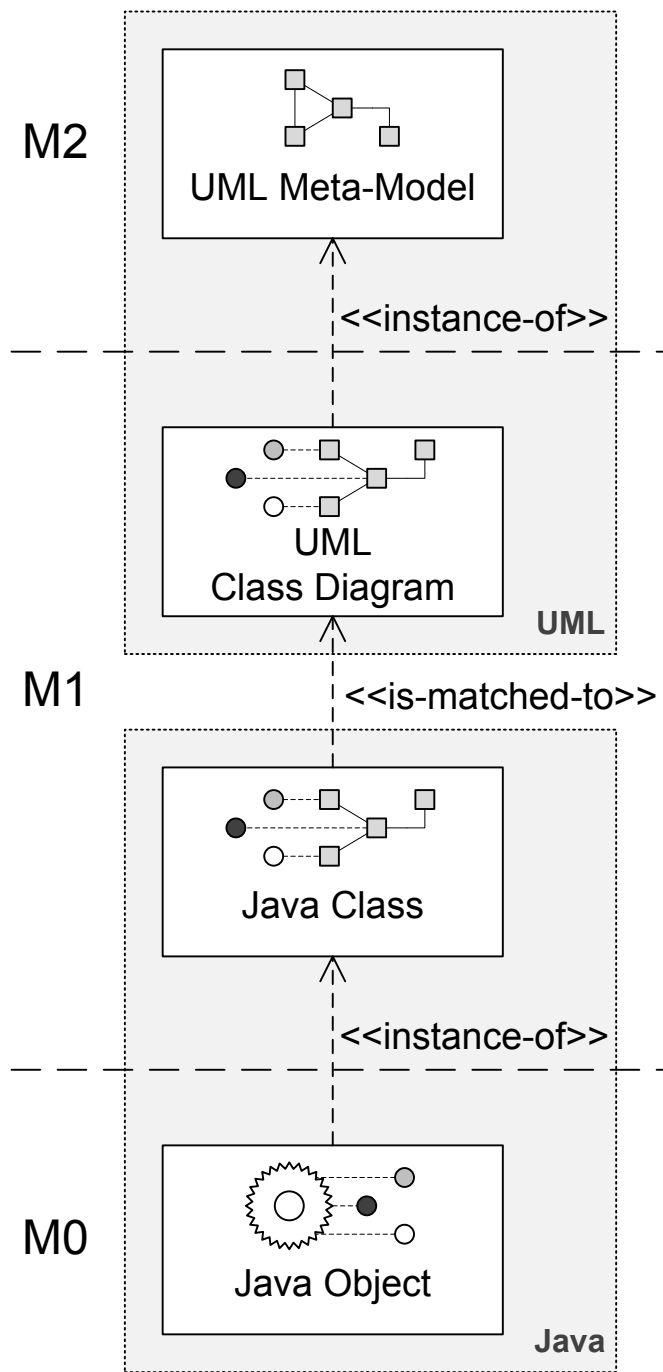 M2
UML Meta-Model
<<instance-of>>
UML
Class Diagram
UML
M1
<<is-matched-to>>
Java Class
<<instance-of>>
M0
Java Object
Java